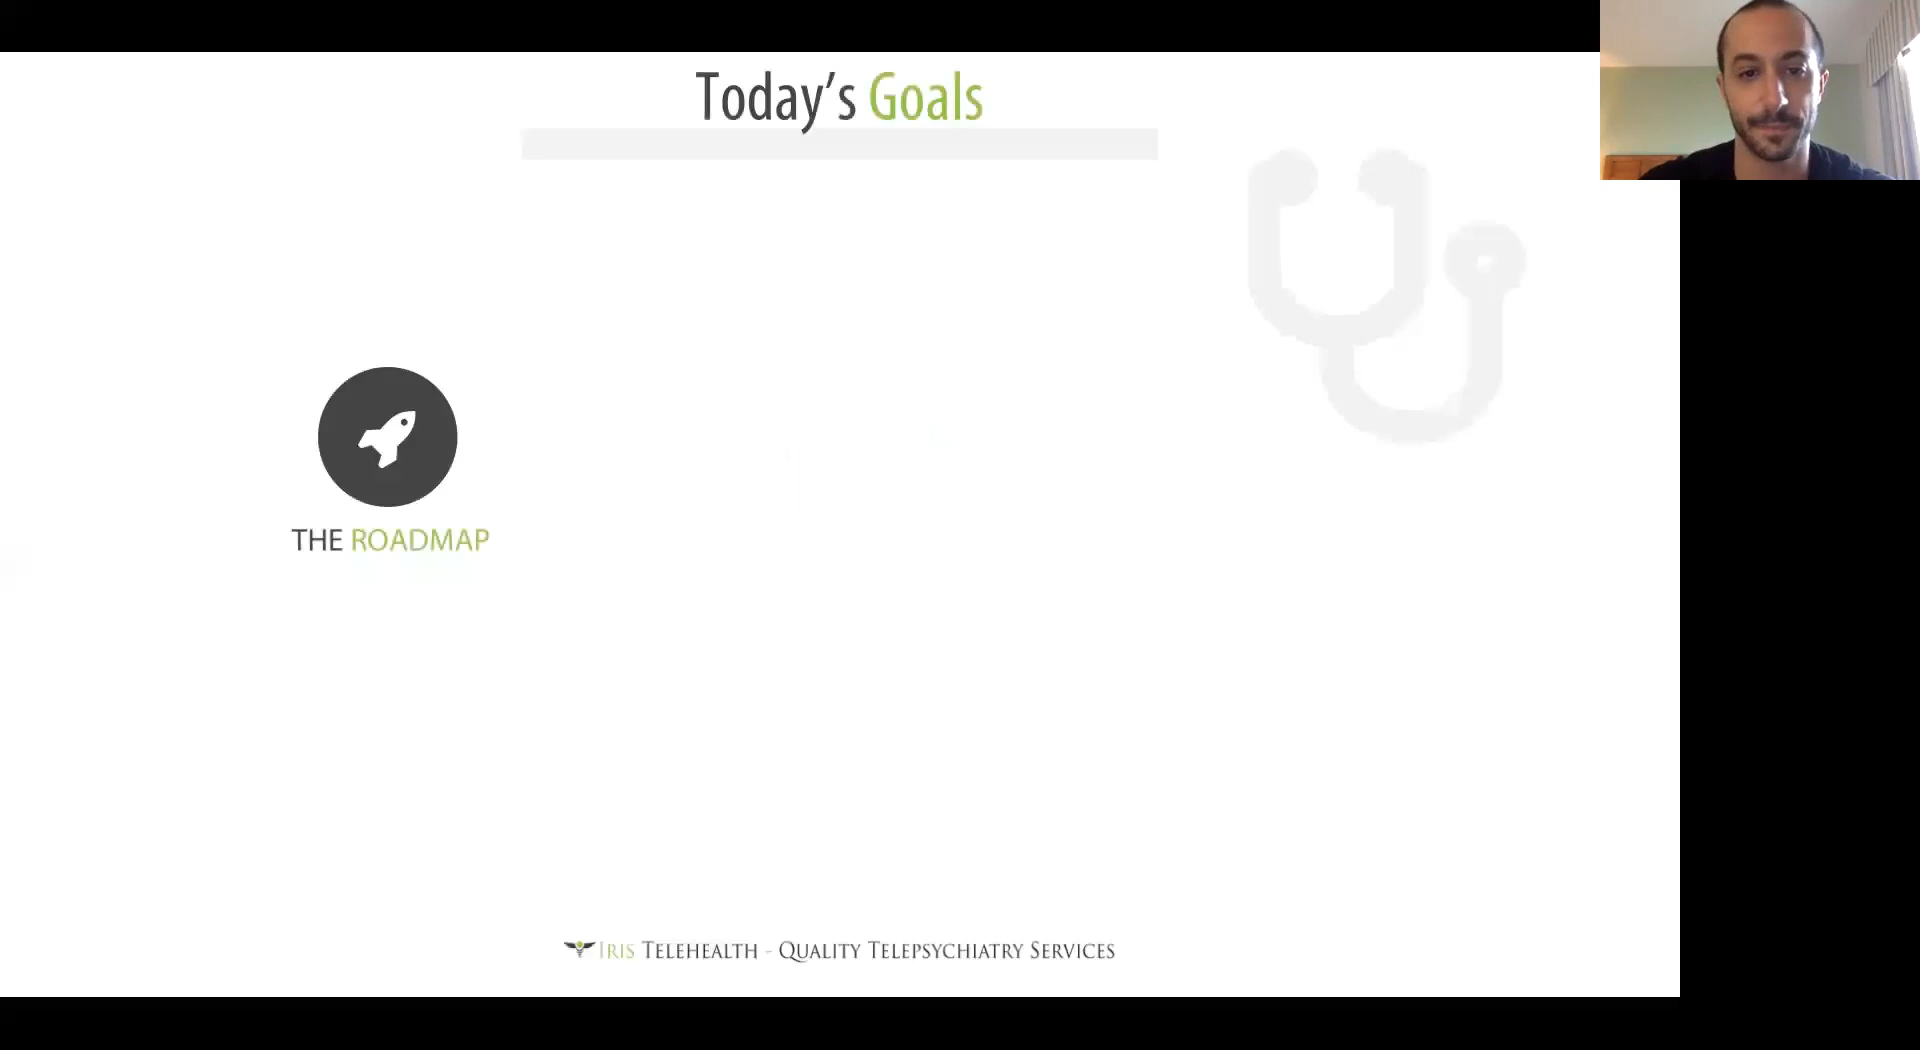 Today’s Goals
THE ROADMAP
IRIS TELEHEALTH - QUALITY TELEPSYCHIATRY SERVICES